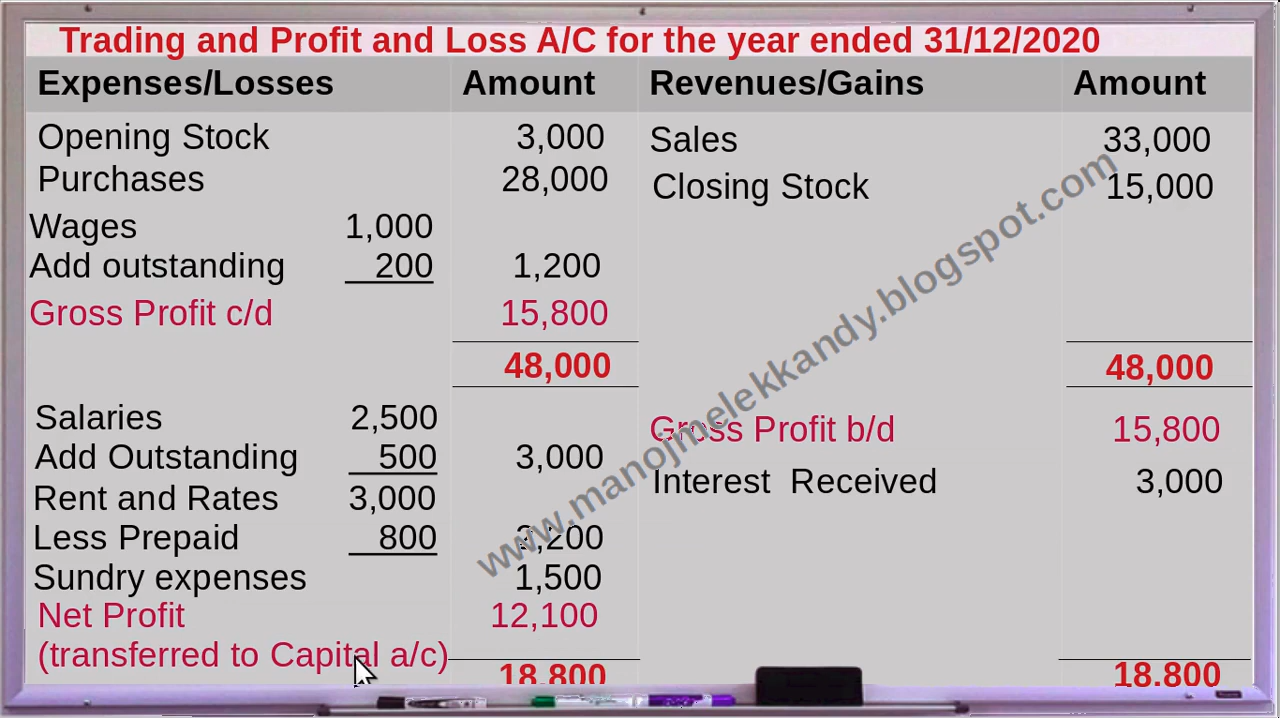 Trading and Profit and Loss A/C for the year ended 31/12/2020
Expenses/Losses Amount Revenues/Gains Amount
Opening Stock 3,000 Sales 33,000
Purchases 28,000 Closing Stock 15,000
Wages 1,000
Add outstanding 200 1,200
Gross Profit c/d 15,800
48,000 48,000
Salaries 2,500
Gross Profit b/d 15,800
Add Outstanding 500 3,000
Interest Received 3,000
Rent and Rates 3,000
Less Prepaid 800 2,200
Sundry expenses 1,500
Net Profit 12,100
(transferred to Capital a/c)
18,800 18,800
www.manojmelekkandy.blogspot.com